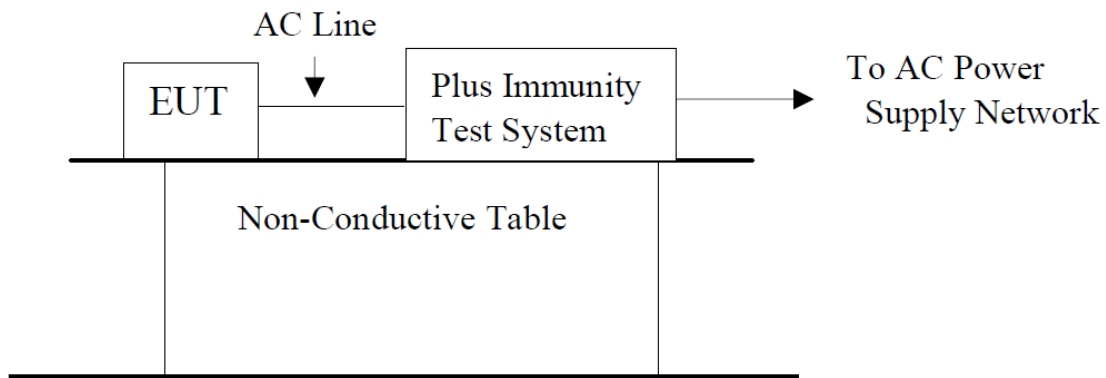 AC Line
EUT
Plus Immunity
Test System
To AC Power
Supply Network
Non-Conductive Table